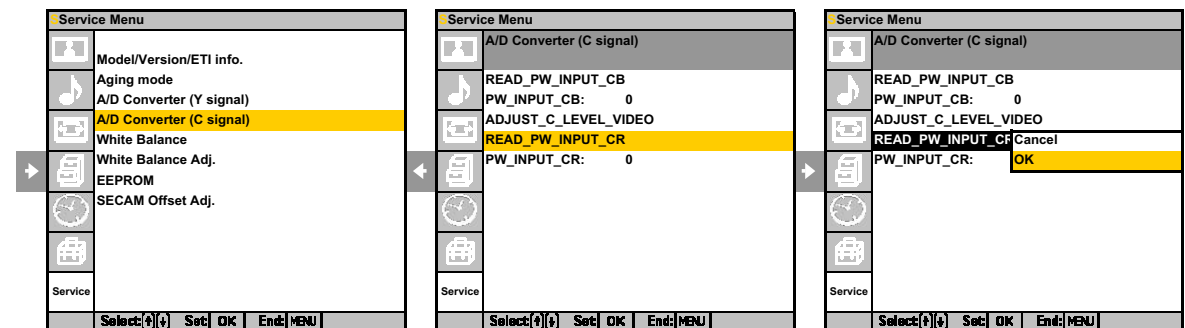 Service Menu
Model/Version/ETI info.
Aging mode
A/D Converter (Y signal)
A/D Converter (C signal)
White Balance
White Balance Adj.
EEPROM
SECAM Offset Adj.
Service
Select:[↑][↓] Set: OK End: MENU
Service Menu
A/D Converter (C signal)
READ_PW_INPUT_CB
PW_INPUT_CB: 0
ADJUST_C_LEVEL_VIDEO
READ_PW_INPUT_CR
PW_INPUT_CR: 0
Service
Select:[↑][↓] Set: OK End: MENU
Service Menu
A/D Converter (C signal)
READ_PW_INPUT_CB
PW_INPUT_CB: 0
ADJUST_C_LEVEL_VIDEO
READ_PW_INPUT_CR Cancel
PW_INPUT_CR: OK
Service
Select:[↑][↓] Set: OK End: MENU